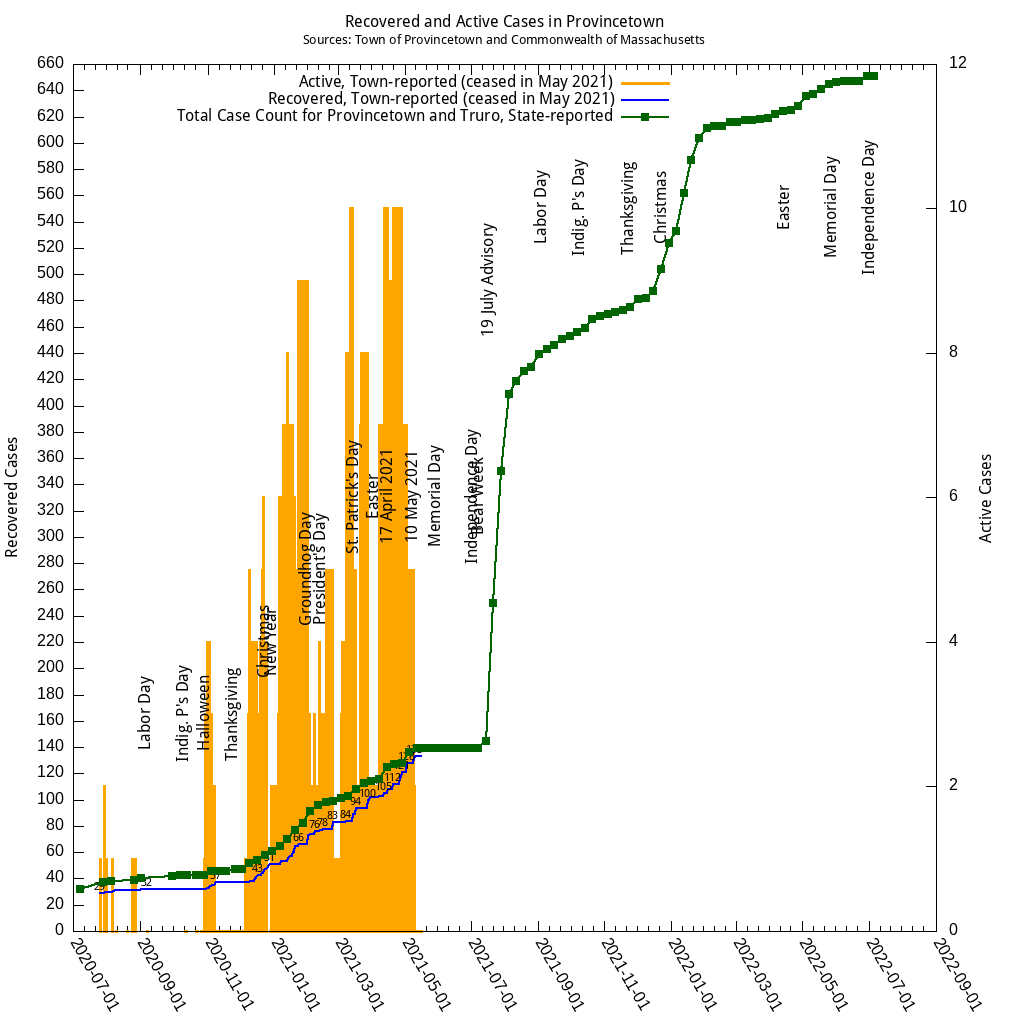 Recovered and Active Cases in Provincetown
Sources: Town of Provincetown and Commonwealth of Massachusetts
Active, Town-reported (ceased in May 2021)
Recovered, Town-reported (ceased in May 2021)
Total Case Count for Provincetown and Truro, State-reported
660
640
620
600
580
560
540
520
500
480
460
440
420
400
380
360
340
320
300
280
260
240
220
200
180
160
140
120
100
80
60
40
20
0
12
10
8
6
4
2
0
Recovered Cases
Active Cases
Labor Day
Indig. P's Day
Halloween
Thanksgiving
Christmas
New Year
Groundhog Day
President's Day
St. Patrick's Day
Easter
17 April 2021
10 May 2021
Memorial Day
Independence Day
Bear Week
19 July Advisory
Labor Day
Indig. P's Day
Thanksgiving
Christmas
Easter
Memorial Day
Independence Day
32
43
66
76
78
83
84
94
100
105
112
2020-07-01
2020-09-01
2020-11-01
2021-01-01
2021-03-01
2021-05-01
2021-07-01
2021-09-01
2021-11-01
2022-01-01
2022-03-01
2022-05-01
2022-07-01
2022-09-01